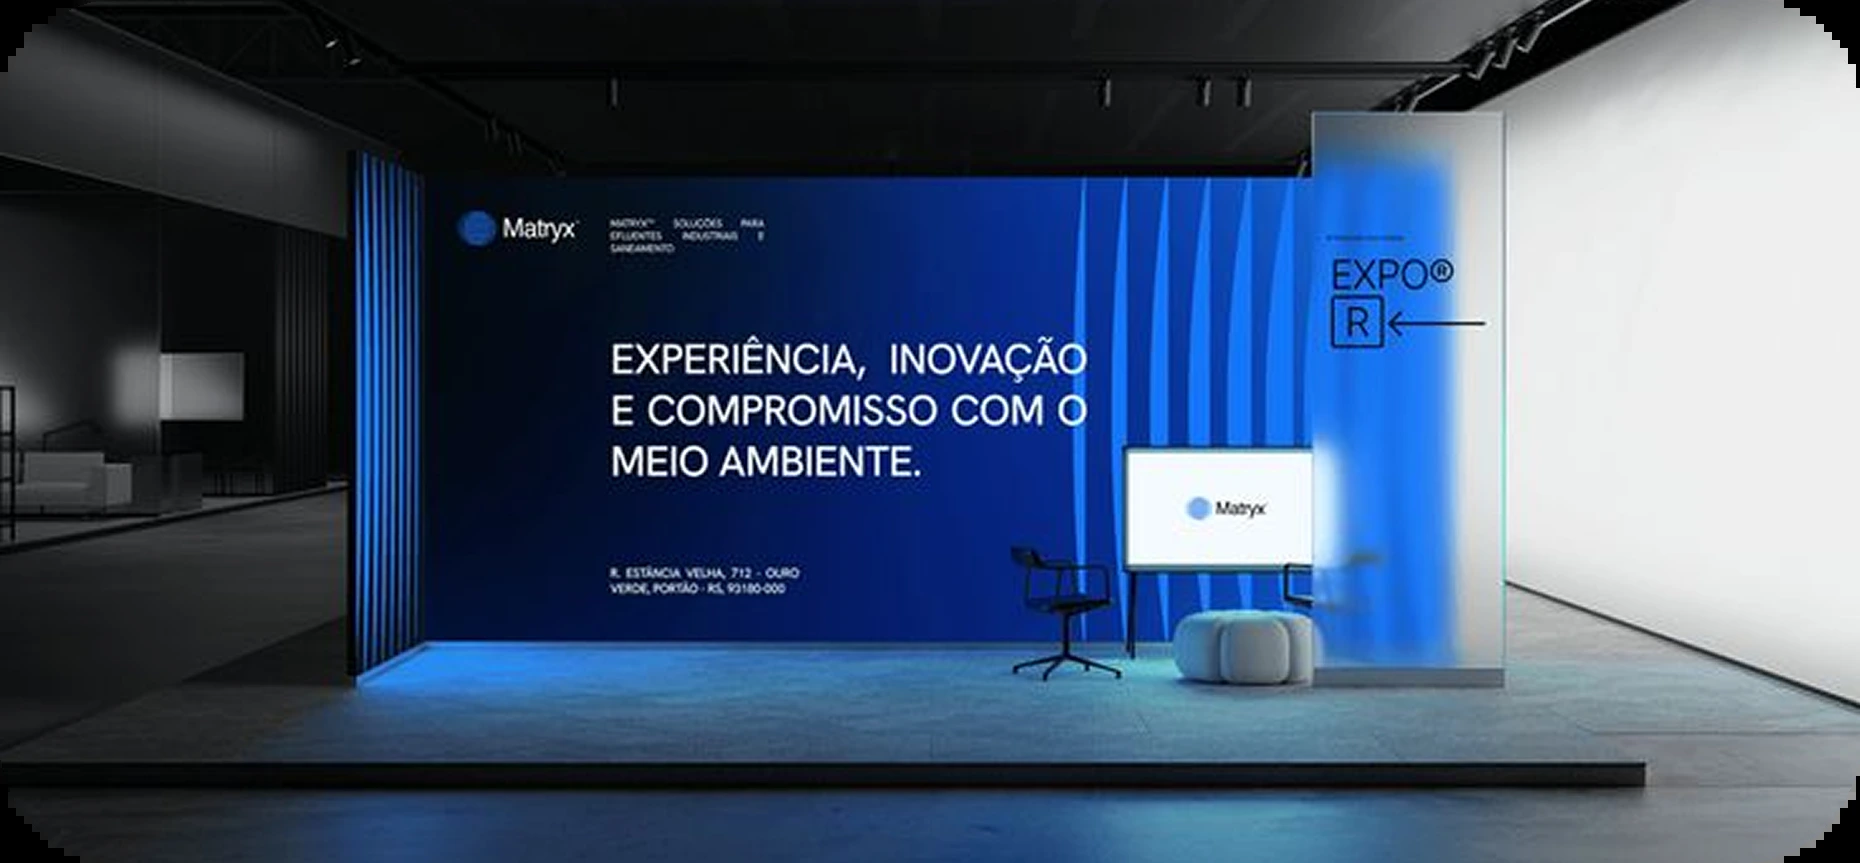 Matryx
MATRYX™ SOLUÇÕES PARA
EFLUENTES INDUSTRIAIS E
SANEAMENTO
EXPERIÊNCIA, INOVAÇÃO
E COMPROMISSO COM O
MEIO AMBIENTE.
R. ESTÂNCIA VELHA, 712 - OURO
VERDE, PORTÃO - RS, 93180-000
Matryx
EXPO®
R